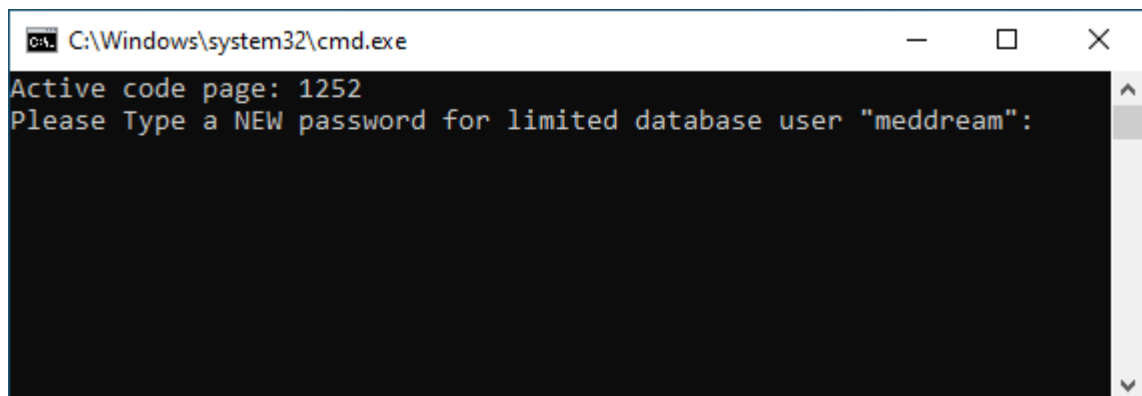 C:\Windows\system32\cmd.exe
Active code page: 1252
Please Type a NEW password for limited database user "meddream":